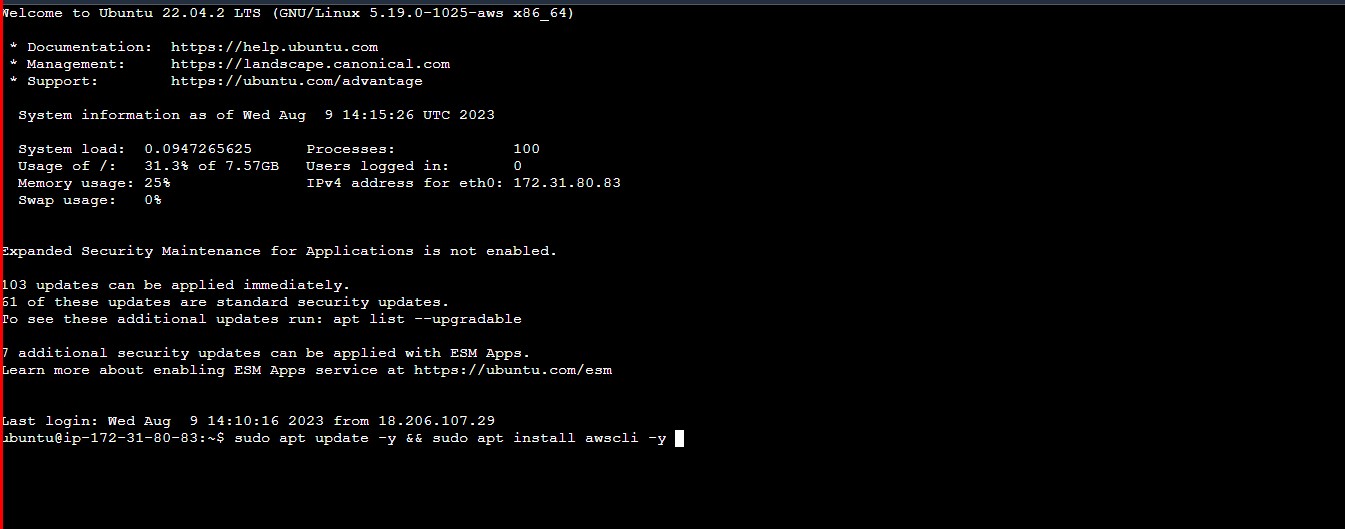 Welcome to Ubuntu 22.04.2 LTS (GNU/Linux 5.19.0-1025-aws x86_64)
* Documentation: https://help.ubuntu.com
* Management: https://landscape.canonical.com
* Support: https://ubuntu.com/advantage
System information as of Wed Aug 9 14:15:26 UTC 2023
System load: 0.0947265625 Processes: 100
Usage of /: 31.3% of 7.57GB Users logged in: 0
Memory usage: 25% IPv4 address for eth0: 172.31.80.83
Swap usage: 0%
Expanded Security Maintenance for Applications is not enabled.
103 updates can be applied immediately.
61 of these updates are standard security updates.
To see these additional updates run: apt list --upgradable
7 additional security updates can be applied with ESM Apps.
Learn more about enabling ESM Apps service at https://ubuntu.com/esm
Last login: Wed Aug 9 14:10:16 2023 from 18.206.107.29
ubuntu@ip-172-31-80-83:~$ sudo apt update -y && sudo apt install awscli -y